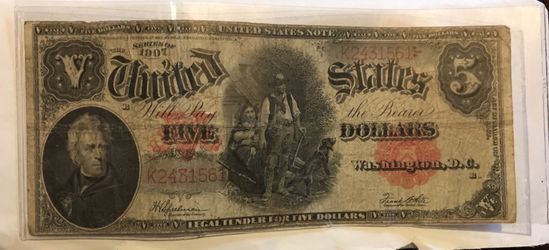 UNITED STATES NOTE
SERIES OF
1907
K2431561
V
United States
5
Will Pay the Bearer
FIVE DOLLARS
Washington, D.C.
K2431561
LEGAL TENDER FOR FIVE DOLLARS